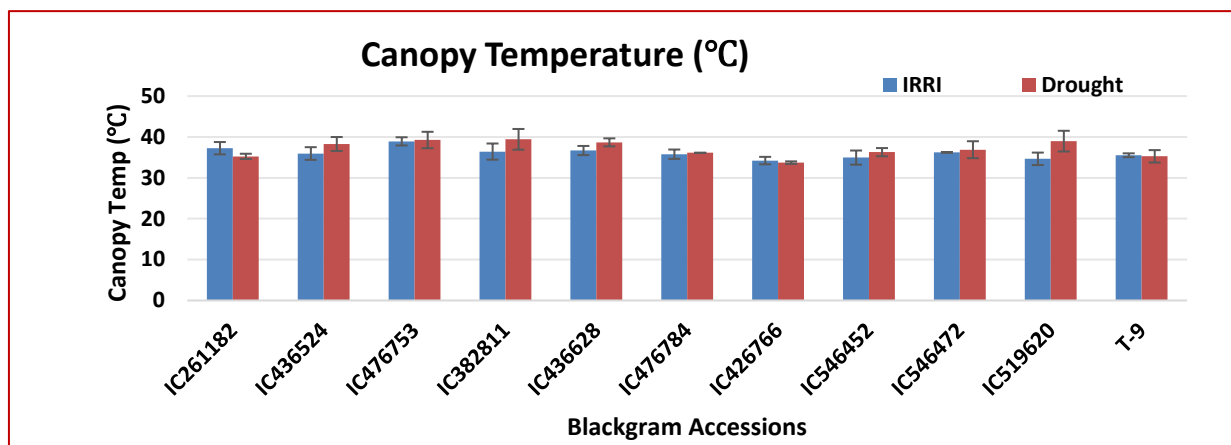 Canopy Temperature (℃)
IRRI Drought
Canopy Temp (℃)
50
40
30
20
10
0
IC261182
IC436524
IC476753
IC382811
IC436628
IC476784
IC426766
IC546452
IC546472
IC519620
T-9
Blackgram Accessions